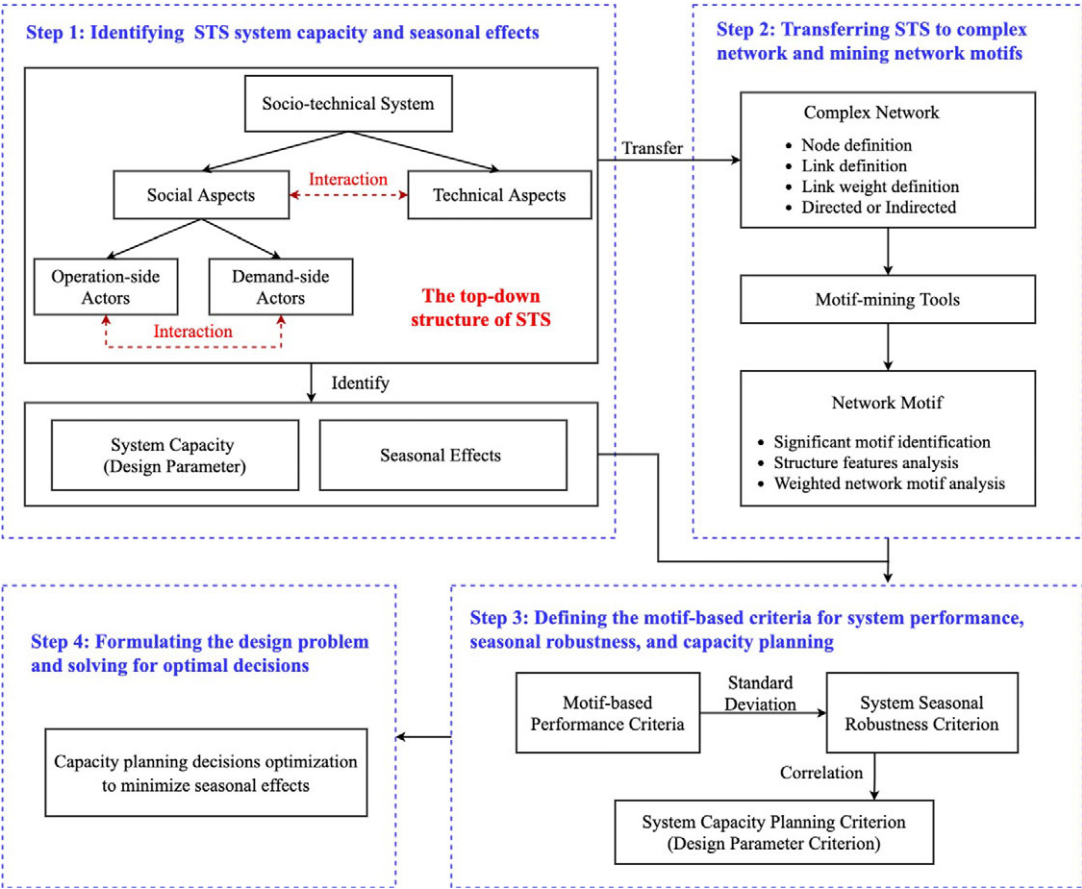 Step 1: Identifying STS system capacity and seasonal effects
Socio-technical System
Social Aspects
Interaction
Technical Aspects
Operation-side
Actors
Demand-side
Actors
Interaction
The top-down
structure of STS
Identify
System Capacity
(Design Parameter)
Seasonal Effects
Transfer
Step 2: Transferring STS to complex
network and mining network motifs
Complex Network
• Node definition
• Link definition
• Link weight definition
• Directed or Indirected
Motif-mining Tools
Network Motif
• Significant motif identification
• Structure features analysis
• Weighted network motif analysis
Step 3: Defining the motif-based criteria for system performance,
seasonal robustness, and capacity planning
Motif-based
Performance Criteria
Standard
Deviation
System Seasonal
Robustness Criterion
Correlation
System Capacity Planning Criterion
(Design Parameter Criterion)
Step 4: Formulating the design problem
and solving for optimal decisions
Capacity planning decisions optimization
to minimize seasonal effects